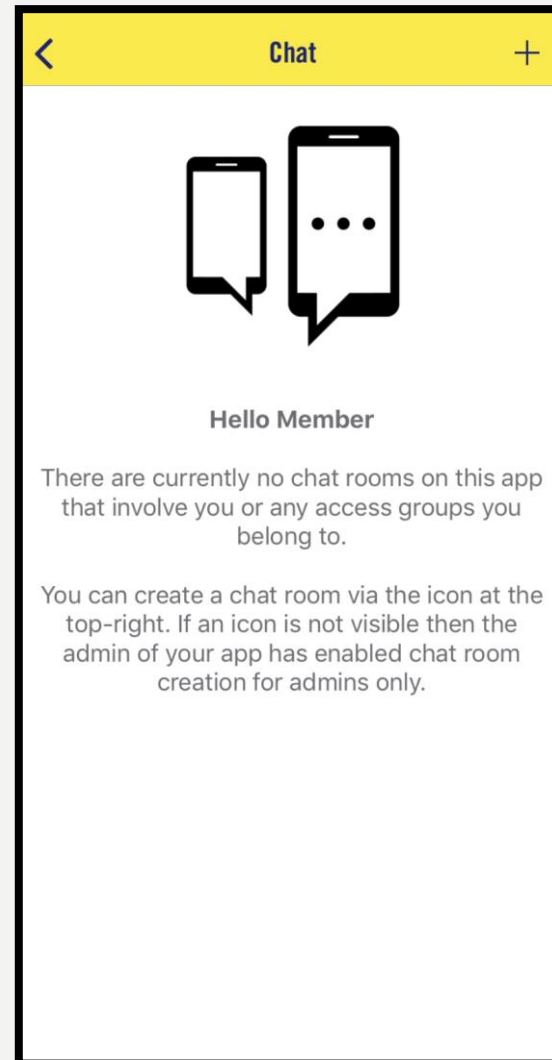 Chat
Hello Member
There are currently no chat rooms on this app
that involve you or any access groups you
belong to.
You can create a chat room via the icon at the
top-right. If an icon is not visible then the
admin of your app has enabled chat room
creation for admins only.